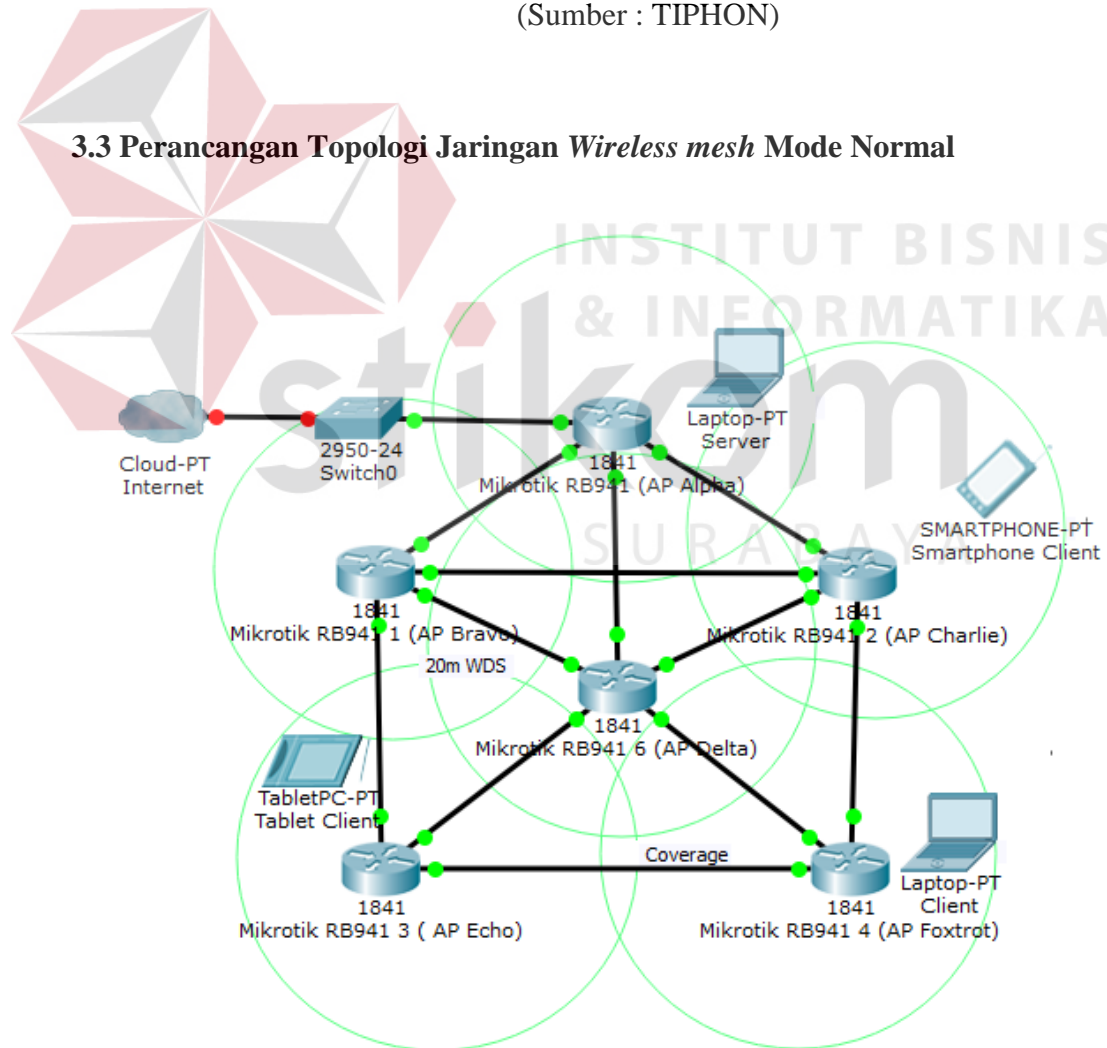 (Sumber : TIPHON)
3.3 Perancangan Topologi Jaringan Wireless mesh Mode Normal
INSTITUT BISNIS
& INFORMATIKA
stikom
SURABAYA
Cloud-PT
Internet
2950-24
Switch0
1841
Mikrotik RB941 (AP Alpha)
Laptop-PT
Server
SMARTPHONE-PT
Smartphone Client
1841
Mikrotik RB941 1 (AP Bravo)
1841
Mikrotik RB941 2 (AP Charlie)
20m WDS
1841
Mikrotik RB941 6 (AP Delta)
TabletPC-PT
Tablet Client
Coverage
1841
Mikrotik RB941 3 ( AP Echo)
1841
Mikrotik RB941 4 (AP Foxtrot)
Laptop-PT
Client